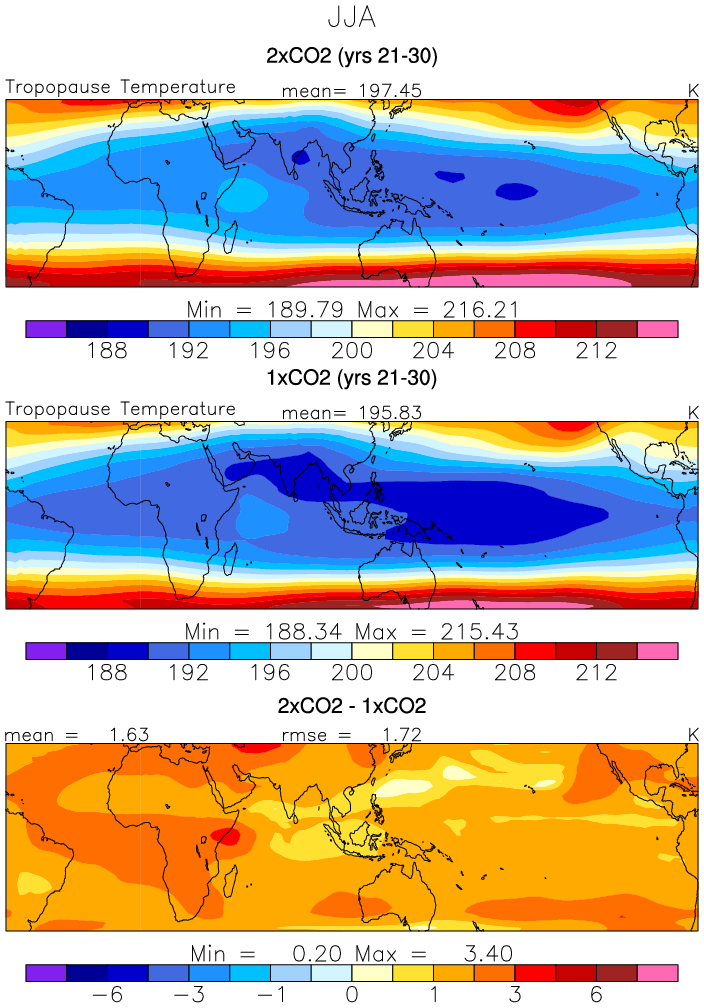 JJA
2xCO2 (yrs 21-30)
Tropopause Temperature mean= 197.45 K
Min = 189.79 Max = 216.21
188 192 196 200 204 208 212
1xCO2 (yrs 21-30)
Tropopause Temperature mean= 195.83 K
Min = 188.34 Max = 215.43
188 192 196 200 204 208 212
2xCO2 - 1xCO2
mean = 1.63 rmse = 1.72 K
Min = 0.20 Max = 3.40
-6 -3 -1 0 1 3 6